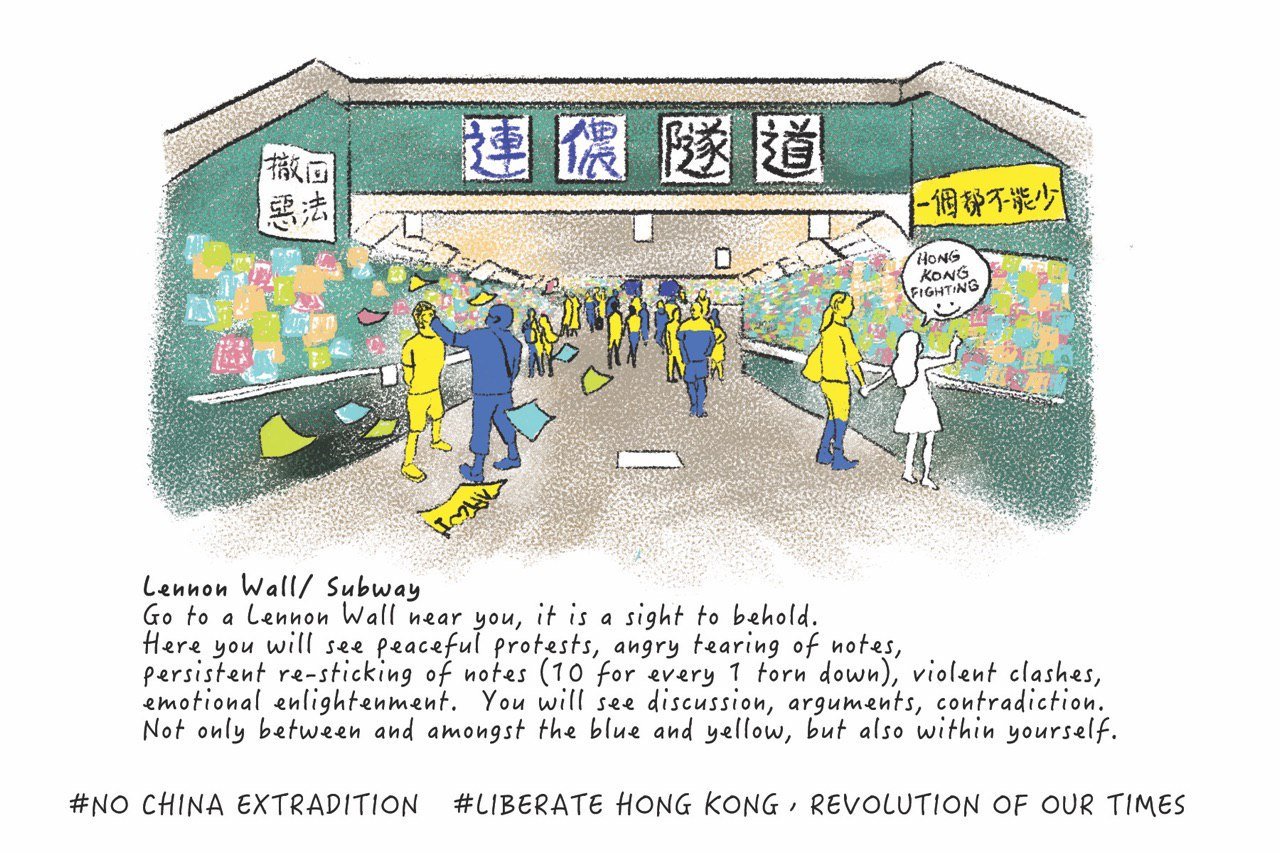 連儂隧道
撤回
惡法
一個都不能少
HONG
KONG
FIGHTING
Lennon Wall/ Subway
Go to a Lennon Wall near you, it is a sight to behold.
Here you will see peaceful protests, angry tearing of notes,
persistent re-sticking of notes (10 for every 1 torn down), violent clashes,
emotional enlightenment.  You will see discussion, arguments, contradiction.
Not only between and amongst the blue and yellow, but also within yourself.
#NO CHINA EXTRADITION   #LIBERATE HONG KONG, REVOLUTION OF OUR TIMES